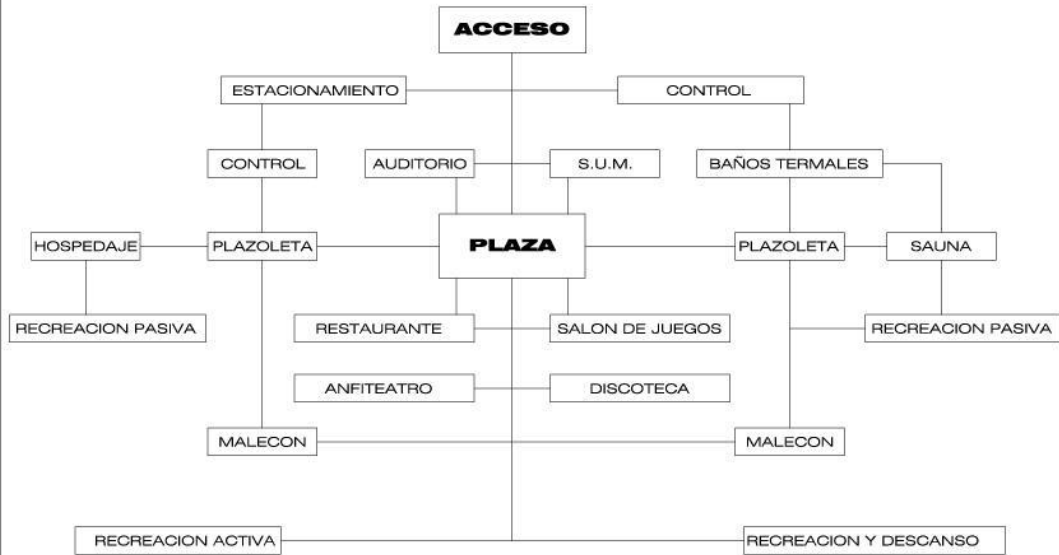 ACCESO
ESTACIONAMIENTO
CONTROL
CONTROL
AUDITORIO
S.U.M.
BAÑOS TERMALES
HOSPEDAJE
PLAZOLETA
PLAZA
PLAZOLETA
SAUNA
RECREACION PASIVA
RESTAURANTE
SALON DE JUEGOS
RECREACION PASIVA
ANFITEATRO
DISCOTECA
MALECON
MALECON
RECREACION ACTIVA
RECREACION Y DESCANSO